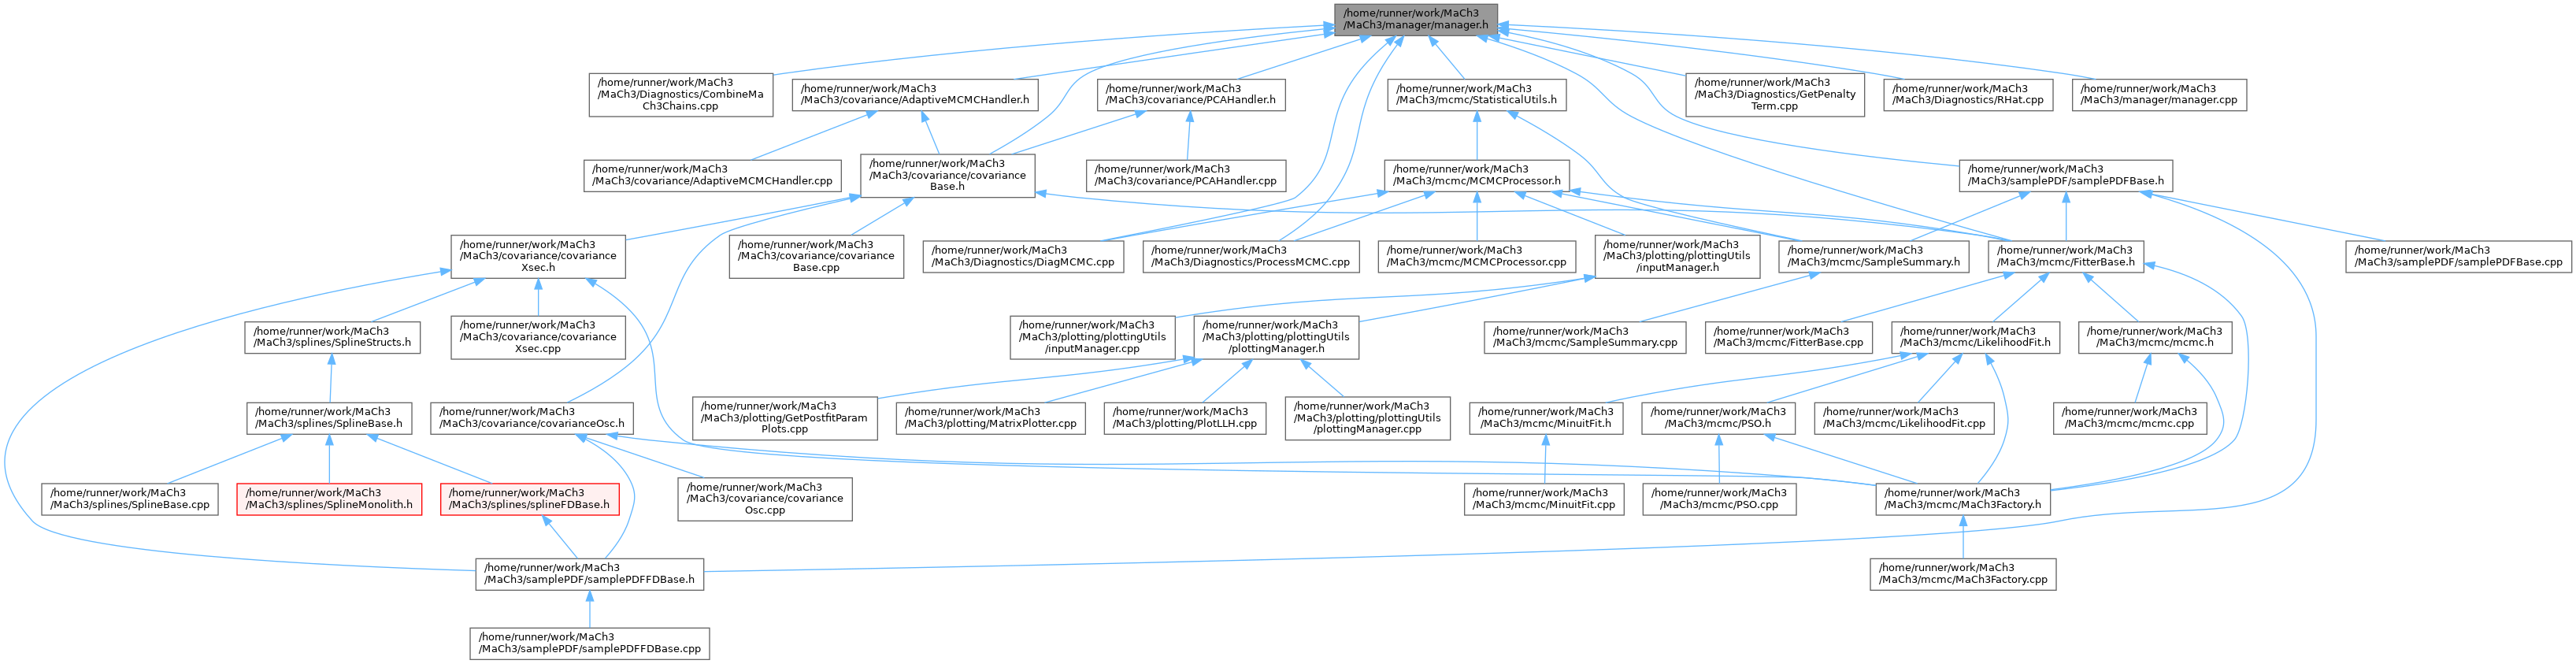 /home/runner/work/MaCh3
/MaCh3/manager/manager.h
/home/runner/work/MaCh3
/MaCh3/Diagnostics/CombineMa
Ch3Chains.cpp
/home/runner/work/MaCh3
/MaCh3/covariance/AdaptiveMCMCHandler.h
/home/runner/work/MaCh3
/MaCh3/covariance/PCAHandler.h
/home/runner/work/MaCh3
/MaCh3/mcmc/StatisticalUtils.h
/home/runner/work/MaCh3
/MaCh3/Diagnostics/GetPenalty
Term.cpp
/home/runner/work/MaCh3
/MaCh3/Diagnostics/RHat.cpp
/home/runner/work/MaCh3
/MaCh3/manager/manager.cpp
/home/runner/work/MaCh3
/MaCh3/covariance/AdaptiveMCMCHandler.cpp
/home/runner/work/MaCh3
/MaCh3/covariance/covariance
Base.h
/home/runner/work/MaCh3
/MaCh3/covariance/PCAHandler.cpp
/home/runner/work/MaCh3
/MaCh3/mcmc/MCMCProcessor.h
/home/runner/work/MaCh3
/MaCh3/samplePDF/samplePDFBase.h
/home/runner/work/MaCh3
/MaCh3/covariance/covariance
Xsec.h
/home/runner/work/MaCh3
/MaCh3/covariance/covariance
Base.cpp
/home/runner/work/MaCh3
/MaCh3/Diagnostics/DiagMCMC.cpp
/home/runner/work/MaCh3
/MaCh3/Diagnostics/ProcessMCMC.cpp
/home/runner/work/MaCh3
/MaCh3/mcmc/MCMCProcessor.cpp
/home/runner/work/MaCh3
/MaCh3/plotting/plottingUtils
/inputManager.h
/home/runner/work/MaCh3
/MaCh3/mcmc/SampleSummary.h
/home/runner/work/MaCh3
/MaCh3/mcmc/FitterBase.h
/home/runner/work/MaCh3
/MaCh3/samplePDF/samplePDFBase.cpp
/home/runner/work/MaCh3
/MaCh3/splines/SplineStructs.h
/home/runner/work/MaCh3
/MaCh3/covariance/covariance
Xsec.cpp
/home/runner/work/MaCh3
/MaCh3/plotting/plottingUtils
/inputManager.cpp
/home/runner/work/MaCh3
/MaCh3/plotting/plottingUtils
/plottingManager.h
/home/runner/work/MaCh3
/MaCh3/mcmc/SampleSummary.cpp
/home/runner/work/MaCh3
/MaCh3/mcmc/FitterBase.cpp
/home/runner/work/MaCh3
/MaCh3/mcmc/LikelihoodFit.h
/home/runner/work/MaCh3
/MaCh3/mcmc/mcmc.h
/home/runner/work/MaCh3
/MaCh3/splines/SplineBase.h
/home/runner/work/MaCh3
/MaCh3/covariance/covarianceOsc.h
/home/runner/work/MaCh3
/MaCh3/plotting/GetPostfitParam
Plots.cpp
/home/runner/work/MaCh3
/MaCh3/plotting/MatrixPlotter.cpp
/home/runner/work/MaCh3
/MaCh3/plotting/PlotLLH.cpp
/home/runner/work/MaCh3
/MaCh3/plotting/plottingUtils
/plottingManager.cpp
/home/runner/work/MaCh3
/MaCh3/mcmc/MinuitFit.h
/home/runner/work/MaCh3
/MaCh3/mcmc/PSO.h
/home/runner/work/MaCh3
/MaCh3/mcmc/LikelihoodFit.cpp
/home/runner/work/MaCh3
/MaCh3/mcmc/mcmc.cpp
/home/runner/work/MaCh3
/MaCh3/splines/SplineBase.cpp
/home/runner/work/MaCh3
/MaCh3/splines/SplineMonolith.h
/home/runner/work/MaCh3
/MaCh3/splines/splineFDBase.h
/home/runner/work/MaCh3
/MaCh3/covariance/covariance
Osc.cpp
/home/runner/work/MaCh3
/MaCh3/mcmc/MinuitFit.cpp
/home/runner/work/MaCh3
/MaCh3/mcmc/PSO.cpp
/home/runner/work/MaCh3
/MaCh3/mcmc/MaCh3Factory.h
/home/runner/work/MaCh3
/MaCh3/samplePDF/samplePDFFDBase.h
/home/runner/work/MaCh3
/MaCh3/mcmc/MaCh3Factory.cpp
/home/runner/work/MaCh3
/MaCh3/samplePDF/samplePDFFDBase.cpp